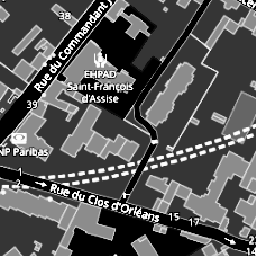 38
Rue du Commandant
EHPAD
Saint-François
d'Assise
39
NP Paribas
1
2
Rue du Clos d'Orléans
15
17
14